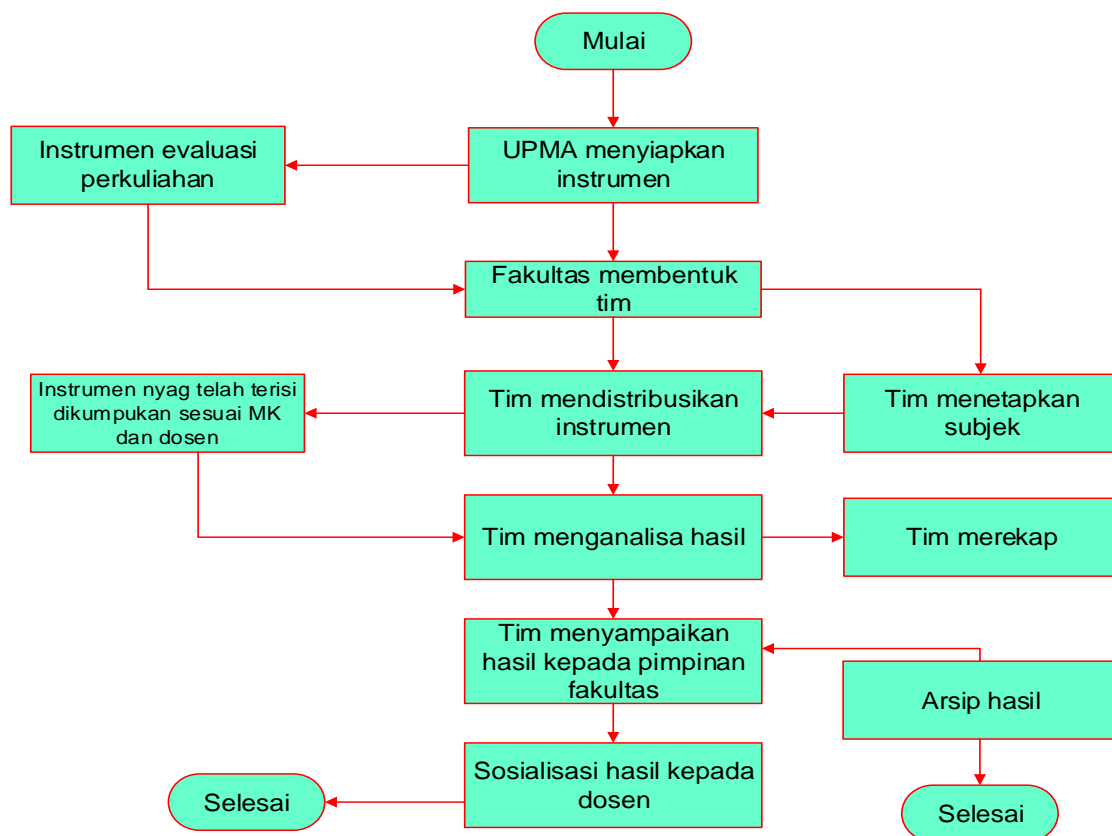 Mulai
Instrumen evaluasi
perkuliahan
UPMA menyiapkan
instrumen
Fakultas membentuk
tim
Instrumen nyag telah terisi
dikumpukan sesuai MK
dan dosen
Tim mendistribusikan
instrumen
Tim menetapkan
subjek
Tim menganalisa hasil
Tim merekap
Tim menyampaikan
hasil kepada pimpinan
fakultas
Arsip hasil
Sosialisasi hasil kepada
dosen
Selesai
Selesai